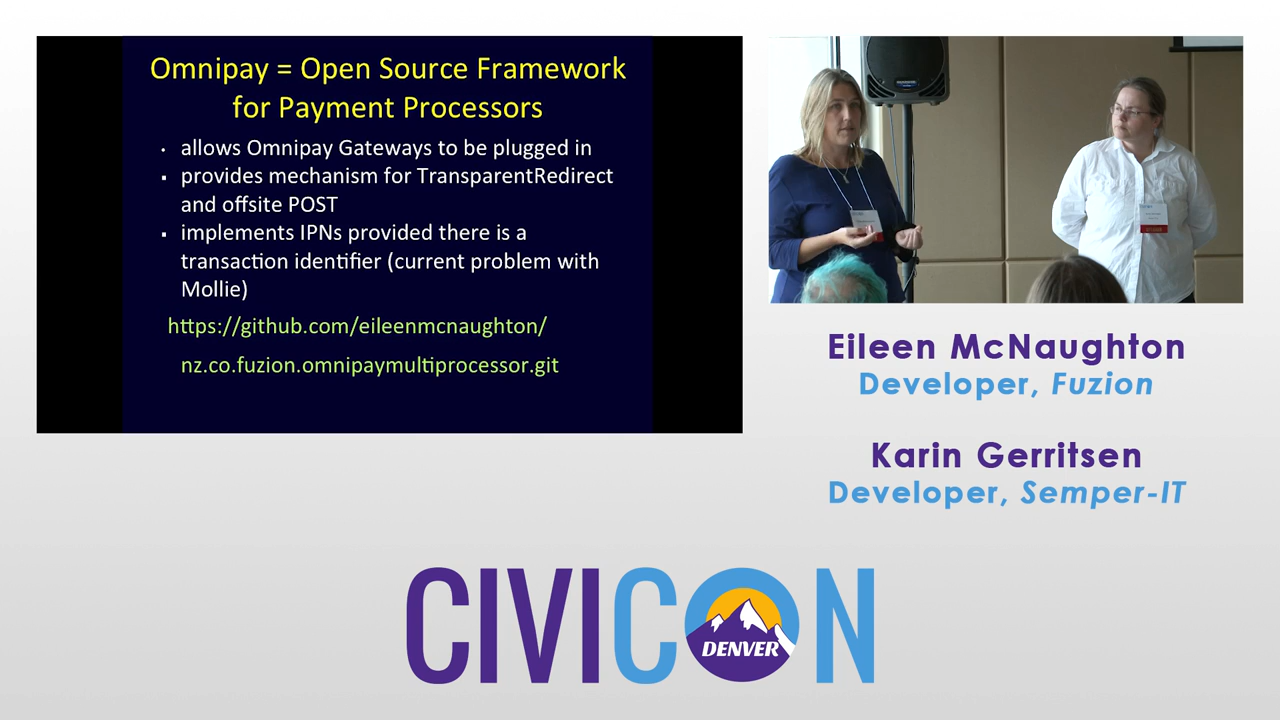 Omnipay = Open Source Framework
for Payment Processors
• allows Omnipay Gateways to be plugged in
▪ provides mechanism for TransparentRedirect
and offsite POST
▪ implements IPNs provided there is a
transaction identifier (current problem with
Mollie)
https://github.com/eileenmcnaughton/
nz.co.fuzion.omnipaymultiprocessor.git
Eileen McNaughton
Developer, Fuzion
Karin Gerritsen
Developer, Semper-IT
CIVICON
DENVER